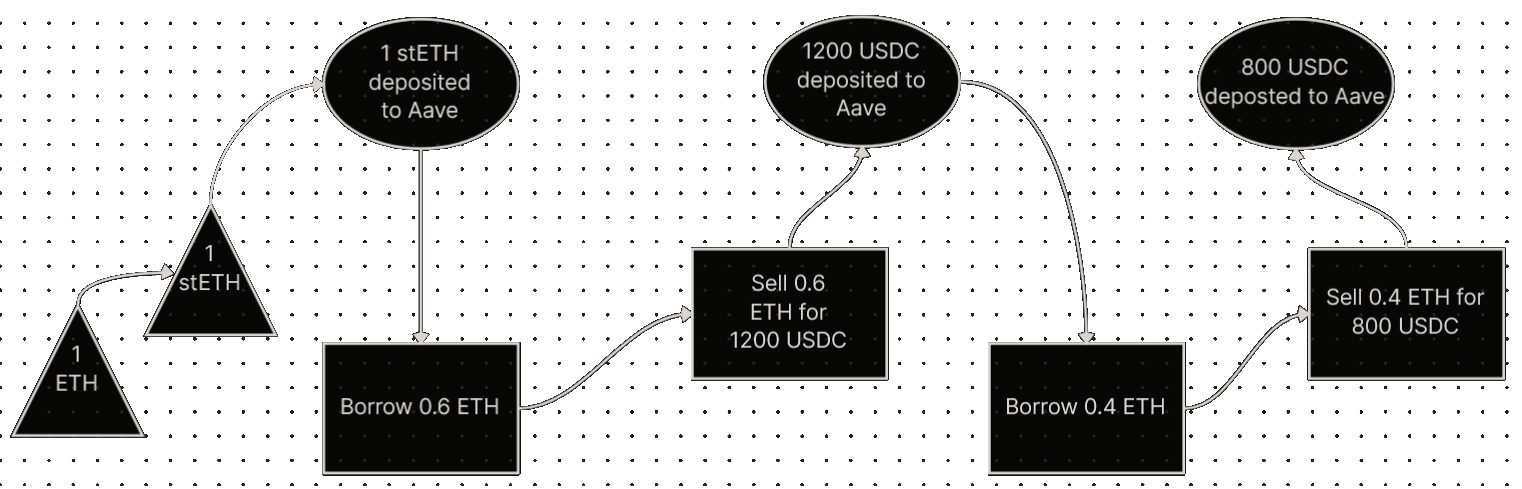 1
ETH
1
stETH
1 stETH
deposited
to Aave
Borrow 0.6 ETH
Sell 0.6
ETH for
1200 USDC
1200 USDC
deposited to
Aave
Borrow 0.4 ETH
Sell 0.4 ETH for
800 USDC
800 USDC
deposted to Aave